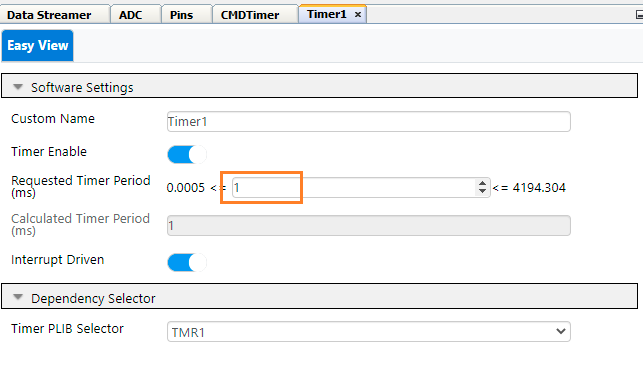 Data Streamer ADC Pins CMDTimer Timer1 ×
Easy View
Software Settings
Custom Name Timer1
Timer Enable
Requested Timer Period (ms) 0.0005 <= 1 <= 4194.304
Calculated Timer Period (ms) 1
Interrupt Driven
Dependency Selector
Timer PLIB Selector TMR1